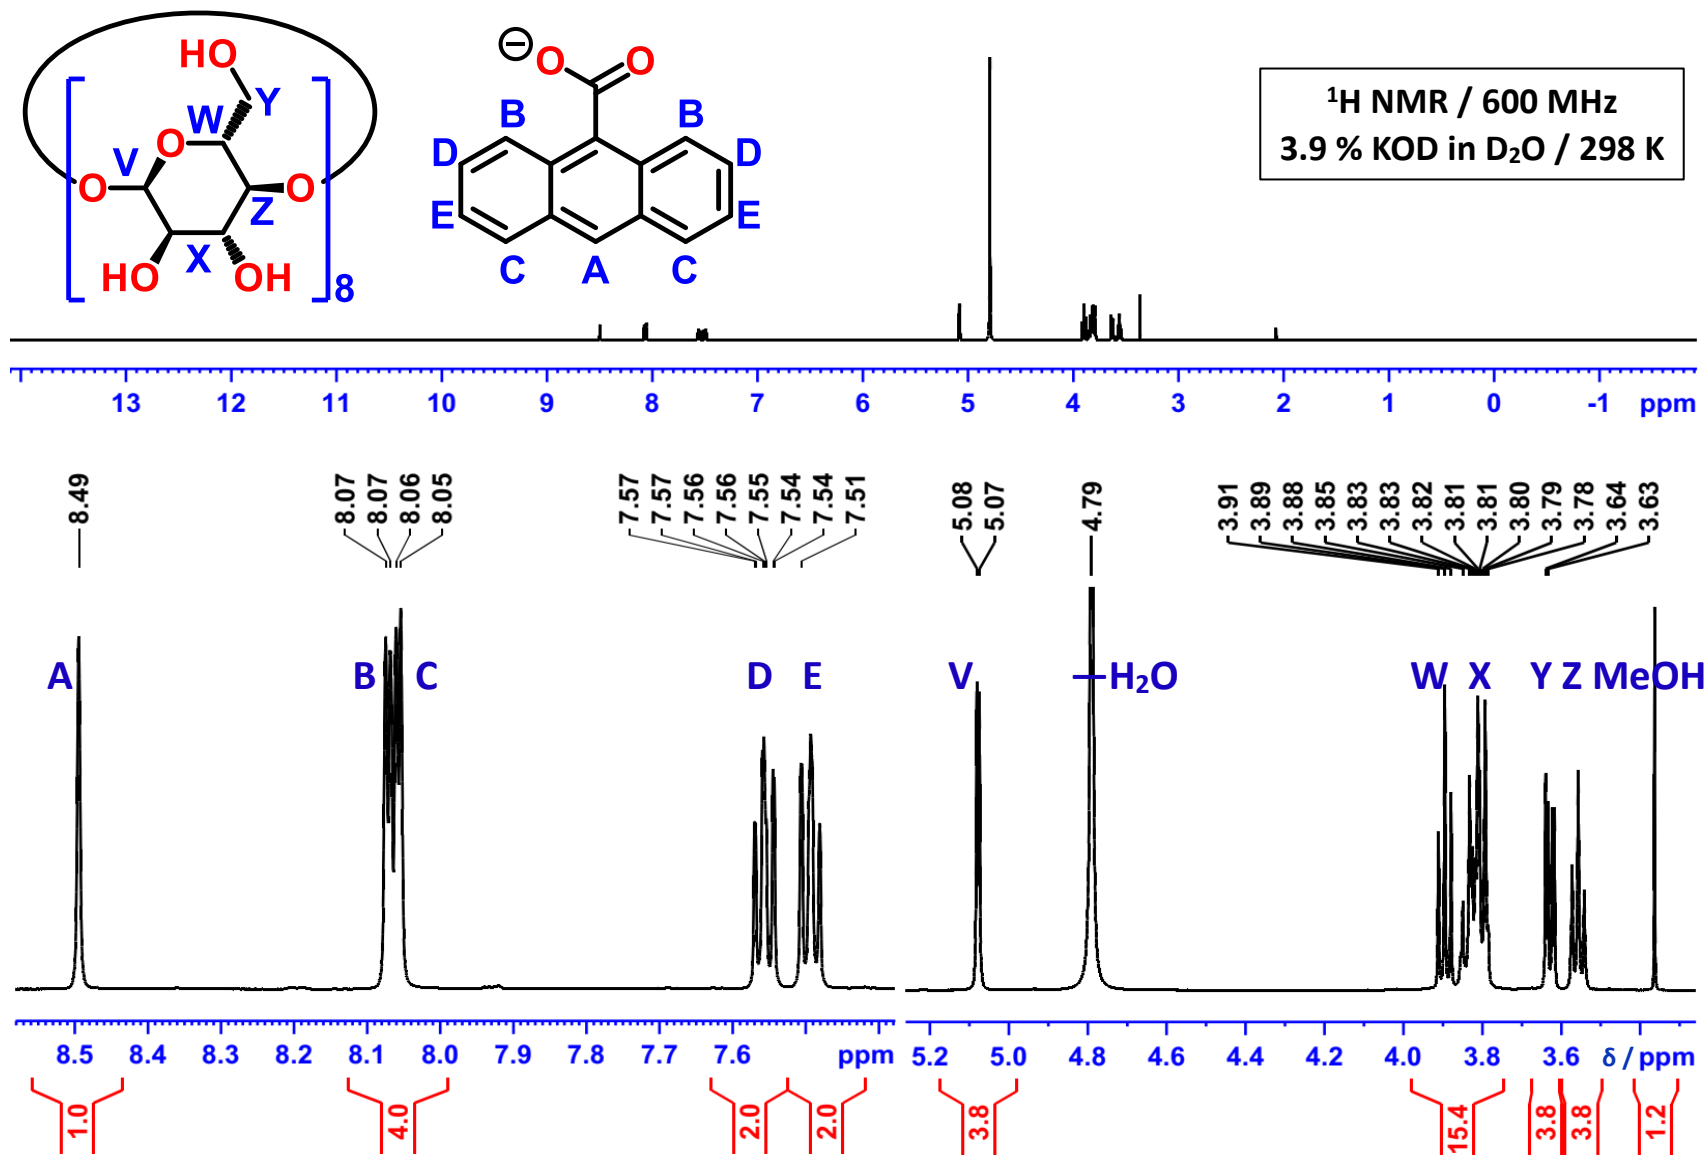 HO
Y
W
O
V
O
O
Z
X
HO
OH
8
⊖
O
O
B
B
D
D
E
E
C
A
C
¹H NMR / 600 MHz
3.9 % KOD in D₂O / 298 K
13 12 11 10 9 8 7 6 5 4 3 2 1 0 -1 ppm
8.49
8.07
8.07
8.06
8.05
7.57
7.57
7.56
7.56
7.55
7.54
7.54
7.51
5.08
5.07
4.79
3.91
3.89
3.88
3.85
3.83
3.83
3.82
3.81
3.81
3.80
3.79
3.78
3.64
3.63
A B C D E V H₂O W X Y Z MeOH
8.5 8.4 8.3 8.2 8.1 8.0 7.9 7.8 7.7 7.6 ppm
5.2 5.0 4.8 4.6 4.4 4.2 4.0 3.8 3.6 δ / ppm
1.0
4.0
2.0
2.0
3.8
15.4
3.8
3.8
1.2